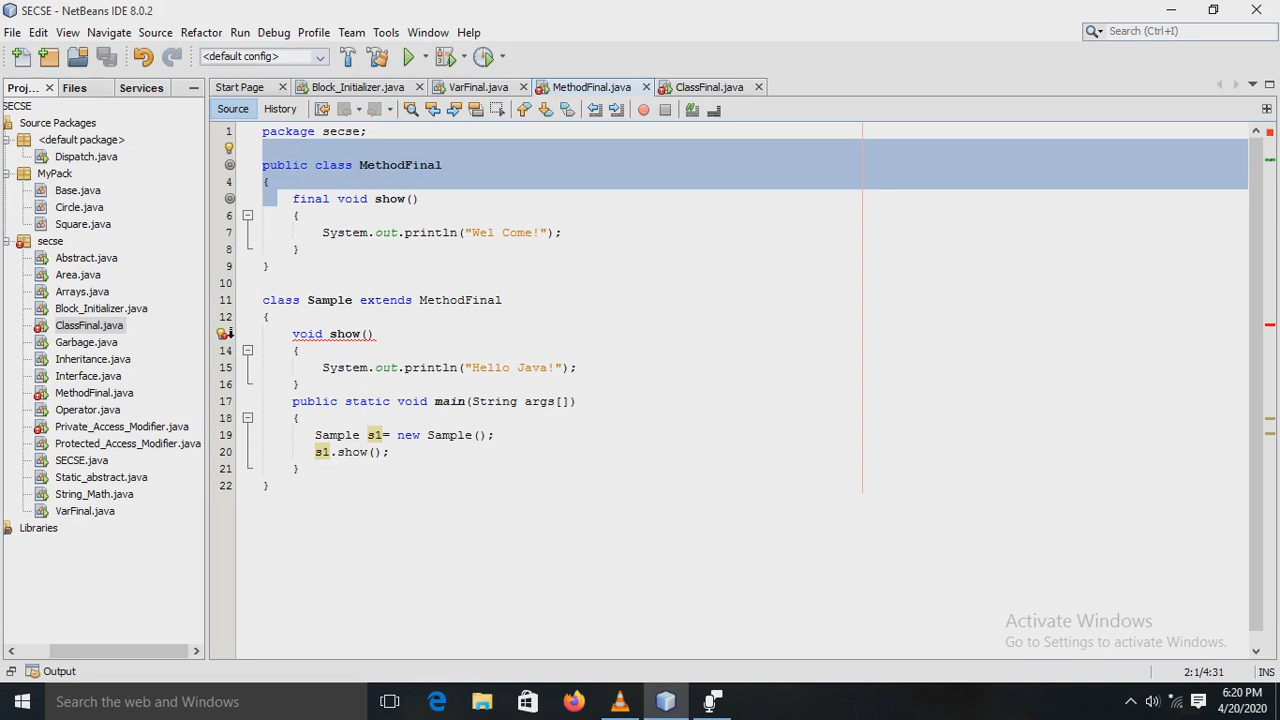 SECSE - NetBeans IDE 8.0.2
File Edit View Navigate Source Refactor Run Debug Profile Team Tools Window Help
Search (Ctrl+I)
<default config>
Proj... Files Services
Start Page Block_Initializer.java VarFinal.java MethodFinal.java ClassFinal.java
Source History
SECSE
Source Packages
<default package>
Dispatch.java
MyPack
Base.java
Circle.java
Square.java
secse
Abstract.java
Area.java
Arrays.java
Block_Initializer.java
ClassFinal.java
Garbage.java
Inheritance.java
Interface.java
MethodFinal.java
Operator.java
Private_Access_Modifier.java
Protected_Access_Modifier.java
SECSE.java
Static_abstract.java
String_Math.java
VarFinal.java
Libraries
1 package secse;
public class MethodFinal
4 {
final void show()
6 {
7 System.out.println("Wel Come!");
8 }
9 }
10
11 class Sample extends MethodFinal
12 {
void show()
14 {
15 System.out.println("Hello Java!");
16 }
17 public static void main(String args[])
18 {
19 Sample s1= new Sample();
20 s1.show();
21 }
22 }
Activate Windows
Go to Settings to activate Windows.
Output
2:1/4:31 INS
Search the web and Windows
6:20 PM
4/20/2020